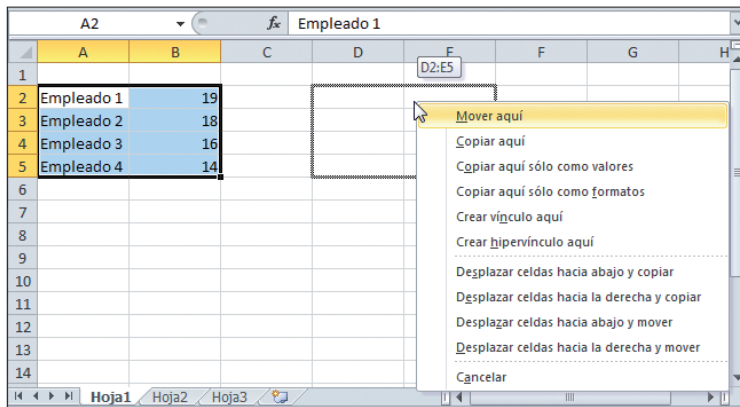 A2 fx Empleado 1
A B C D E F G H
D2:E5
1
2 Empleado 1 19
3 Empleado 2 18
4 Empleado 3 16
5 Empleado 4 14
6
7
8
9
10
11
12
13
14
Mover aquí
Copiar aquí
Copiar aquí sólo como valores
Copiar aquí sólo como formatos
Crear vínculo aquí
Crear hipervínculo aquí
Desplazar celdas hacia abajo y copiar
Desplazar celdas hacia la derecha y copiar
Desplazar celdas hacia abajo y mover
Desplazar celdas hacia la derecha y mover
Cancelar
Hoja1 Hoja2 Hoja3